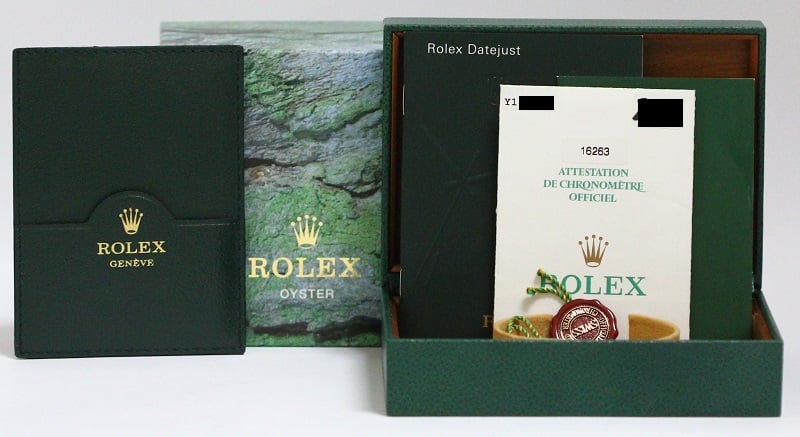 ROLEX
GENÈVE
ROLEX
OYSTER
Rolex Datejust
Y1
16263
ATTESTATION
DE CHRONOMÈTRE
OFFICIEL
ROLEX